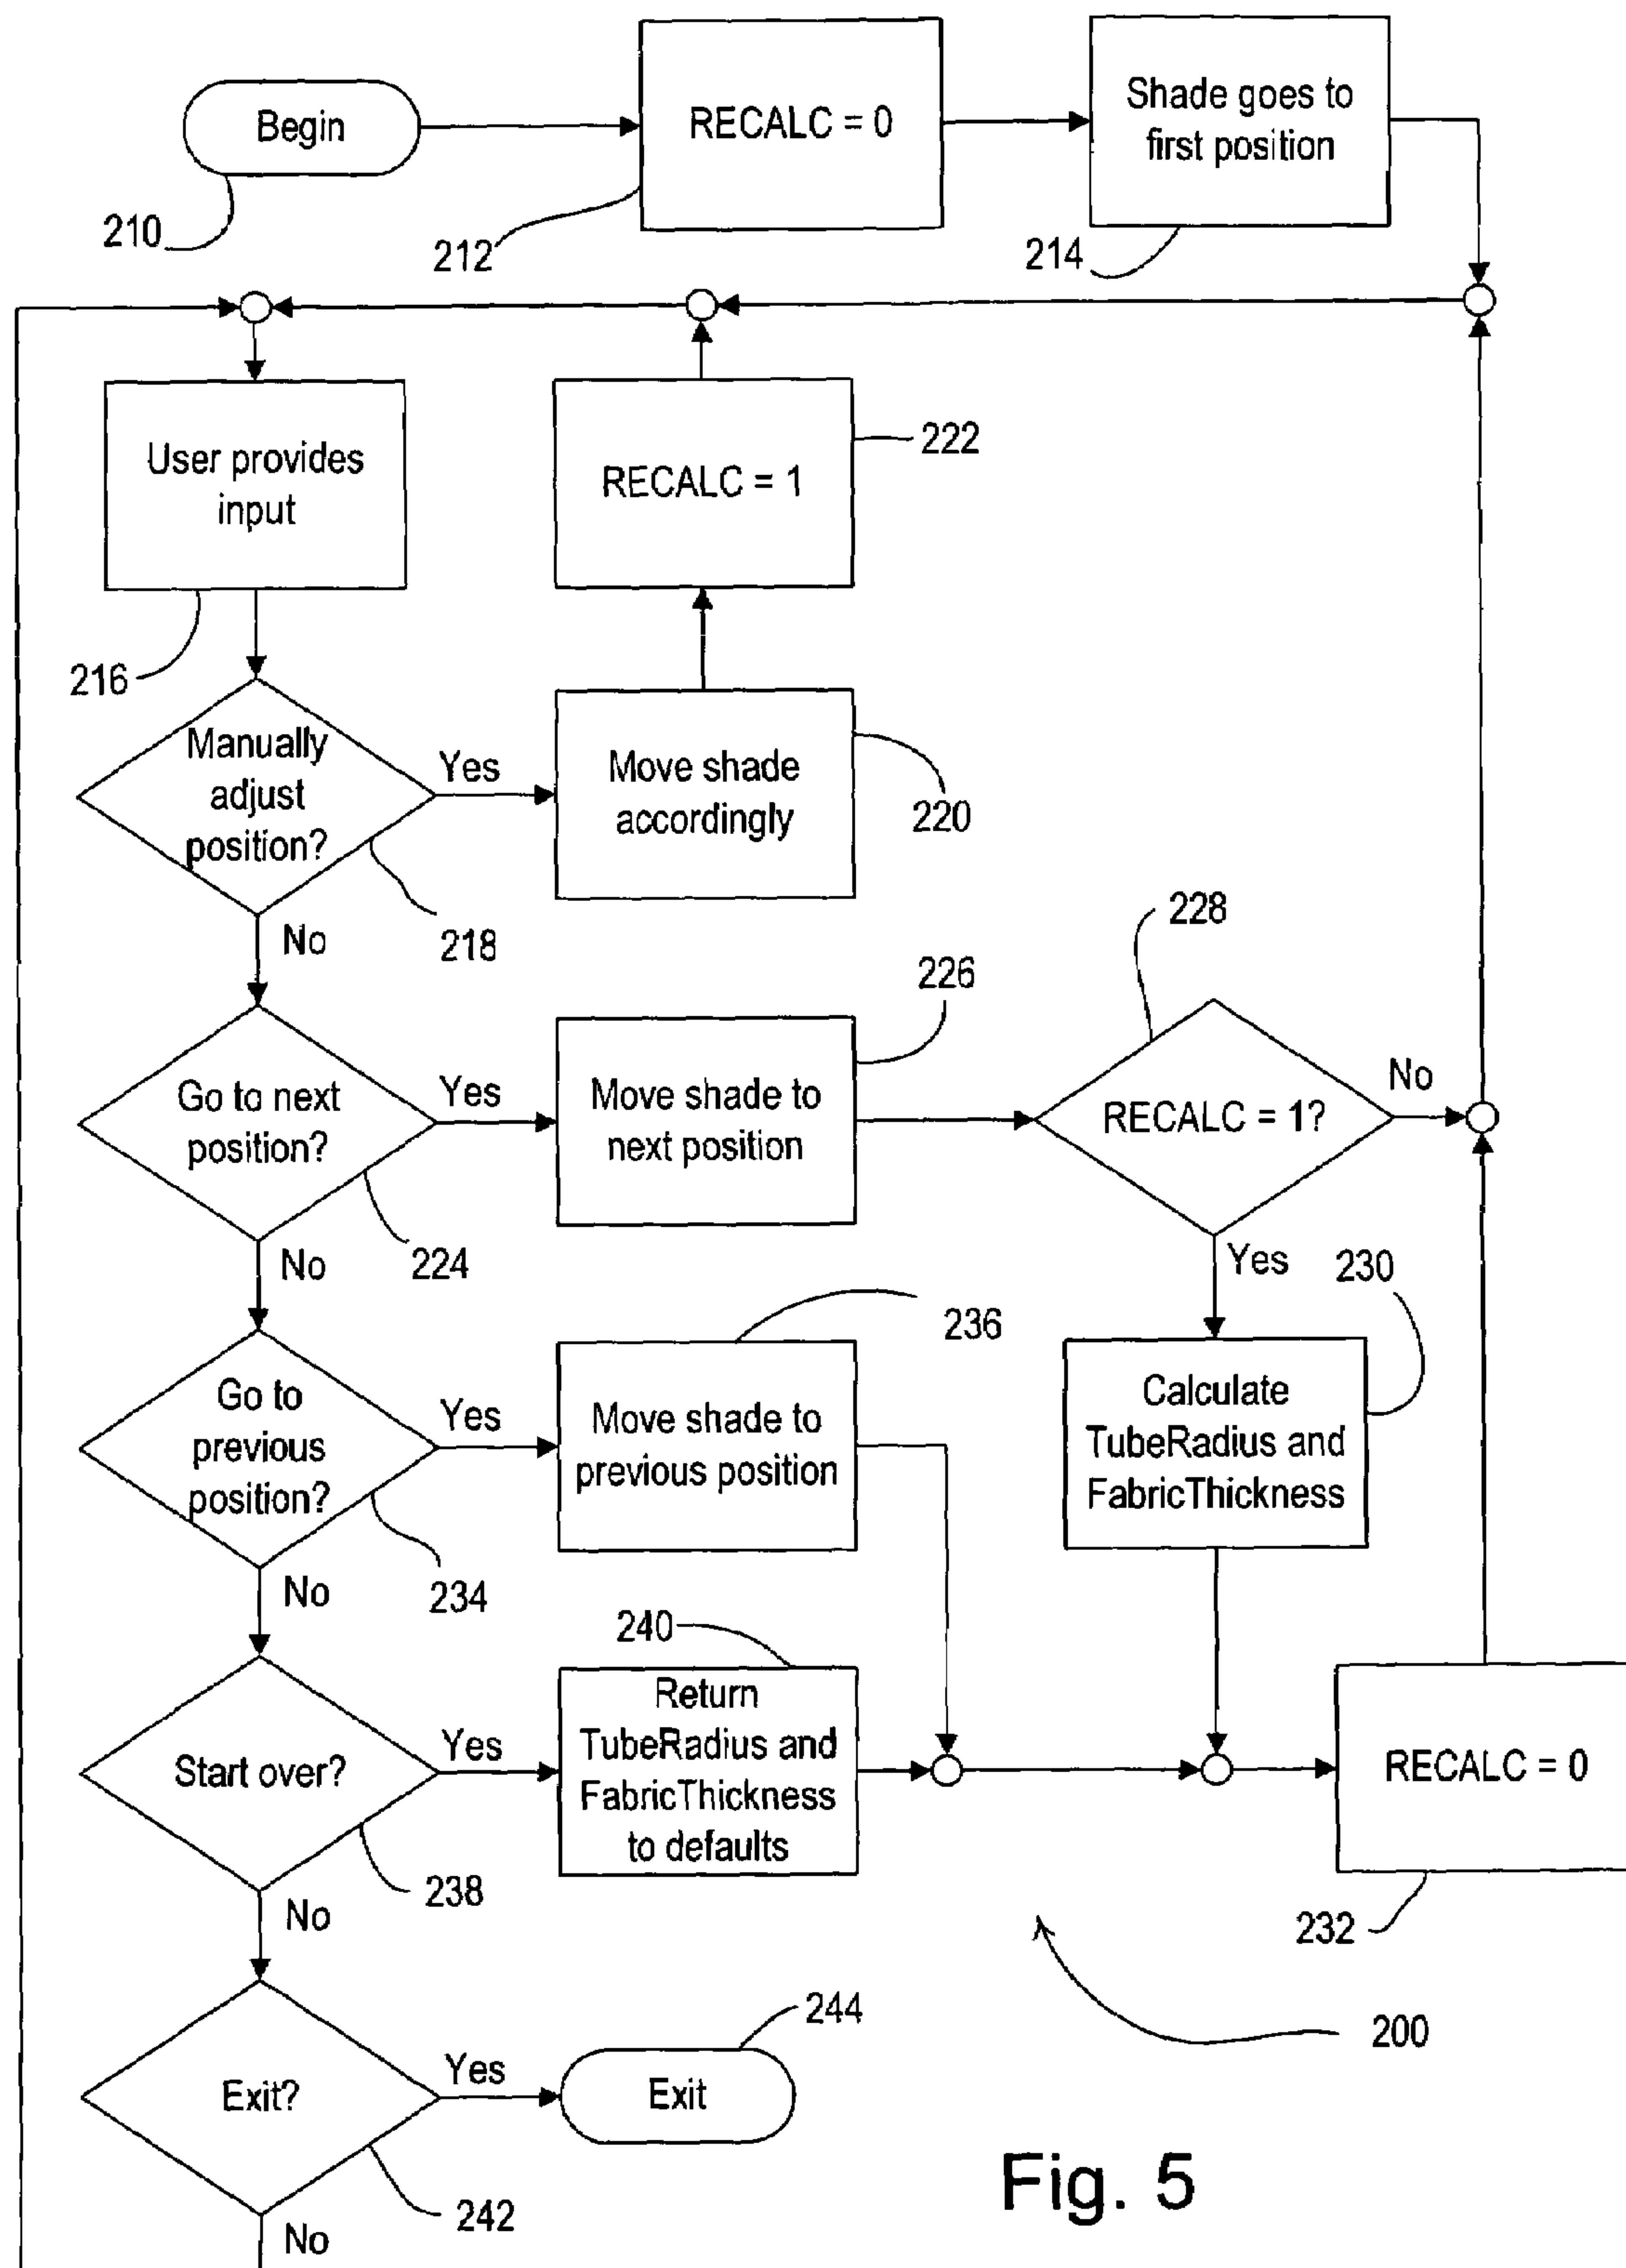 Begin
210
RECALC = 0
212
Shade goes to
first position
214
User provides
input
216
RECALC = 1
222
Manually
adjust
position?
218
Yes
No
Move shade
accordingly
220
Go to next
position?
224
Yes
No
Move shade to
next position
226
RECALC = 1?
228
No
Yes
Calculate
TubeRadius and
FabricThickness
230
Go to
previous
position?
234
Yes
No
Move shade to
previous position
236
Start over?
238
Yes
No
Return
TubeRadius and
FabricThickness
to defaults
240
RECALC = 0
232
Exit?
242
Yes
No
Exit
244
200
Fig. 5